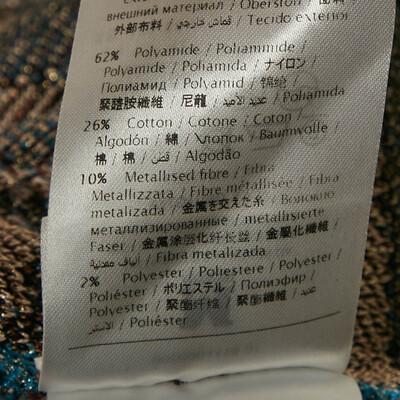 внешний материал / Oberstoff / 面料
外部布料 / قماش خارجي / Tecido exterior
62% Polyamide / Poliammide /
Polyamide / Poliamida / ナイロン /
Полиамид / Polyamid / 锦纶 /
聚醯胺纖維 / 尼龍 / عديد الأميد / Poliamida
26% Cotton / Cotone / Coton /
Algodón / 綿 / Хлопок / Baumwolle /
棉 / 棉 / قطن / Algodão
10% Metallised fibre / Fibra
Metallizzata / Fibre métallisée / Fibra
metalizada / 金属を交えた糸 / Волокно
металлизированные / metallisierte
Faser / 金属涂层化纤长丝 / 金屬化纖維
/ ألياف معدنية / Fibra metalizada
2% Polyester / Poliestere / Polyester /
Poliéster / ポリエステル / Полиэфир /
Polyester / 聚酯纤维 / 聚酯纖維 / عديد
الأستر / Poliéster